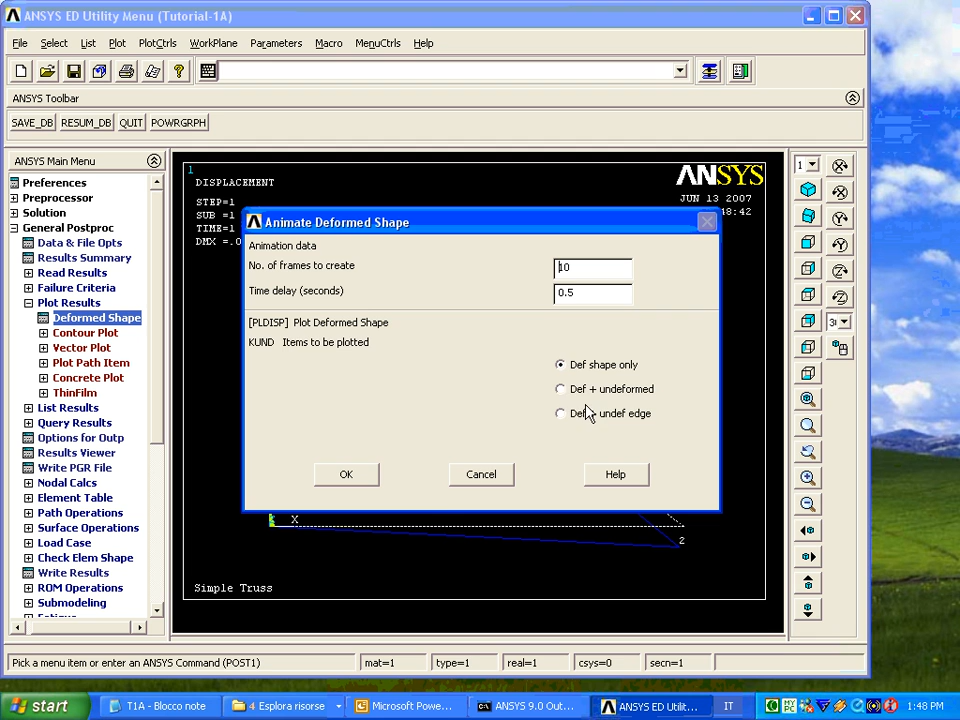 ANSYS ED Utility Menu (Tutorial-1A)
File Select List Plot PlotCtrls WorkPlane Parameters Macro MenuCtrls Help
ANSYS Toolbar
SAVE_DB RESUM_DB QUIT POWRGRPH
ANSYS Main Menu
Preferences
Preprocessor
Solution
General Postproc
Data & File Opts
Results Summary
Read Results
Failure Criteria
Plot Results
Deformed Shape
Contour Plot
Vector Plot
Plot Path Item
Concrete Plot
ThinFilm
List Results
Query Results
Options for Outp
Results Viewer
Write PGR File
Nodal Calcs
Element Table
Path Operations
Surface Operations
Load Case
Check Elem Shape
Write Results
ROM Operations
Submodeling
1
DISPLACEMENT
STEP=1
SUB =1
TIME=1
DMX =.0
ANSYS
JUN 13 2007
48:42
Animate Deformed Shape
Animation data
No. of frames to create 10
Time delay (seconds) 0.5
[PLDISP] Plot Deformed Shape
KUND Items to be plotted
Def shape only
Def + undeformed
Def + undef edge
OK Cancel Help
X
2
Simple Truss
1
Pick a menu item or enter an ANSYS Command (POST1) mat=1 type=1 real=1 csys=0 secn=1
start T1A - Blocco note 4 Esplora risorse Microsoft Powe... ANSYS 9.0 Out... ANSYS ED Utilit... IT 1:48 PM